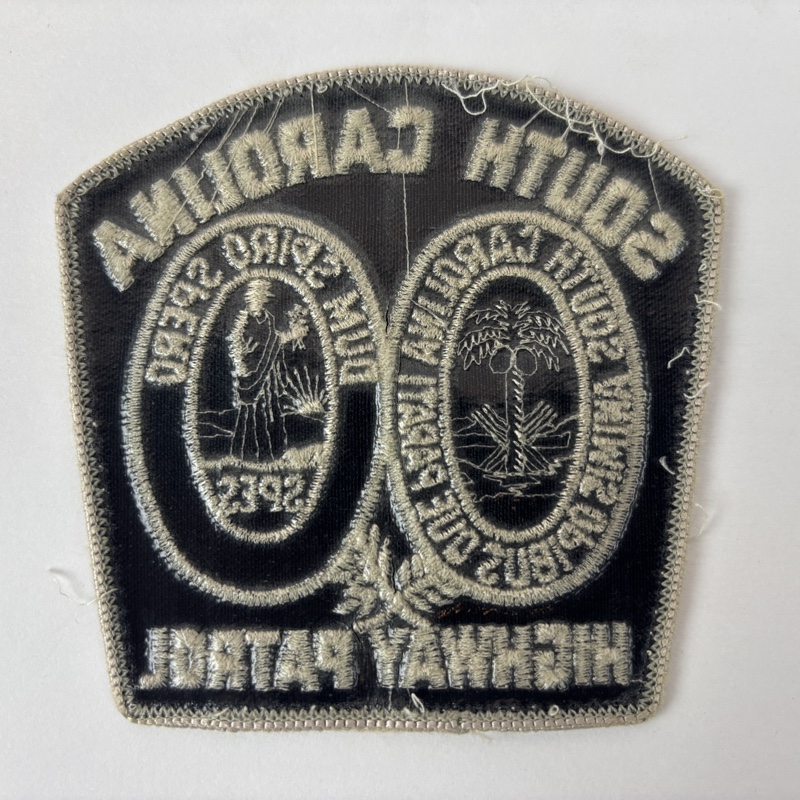 SOUTH CAROLINA
SOUTH CAROLINA
ANIMIS OPIBUSQUE PARATI
DUM SPIRO SPERO
SPES
HIGHWAY PATROL